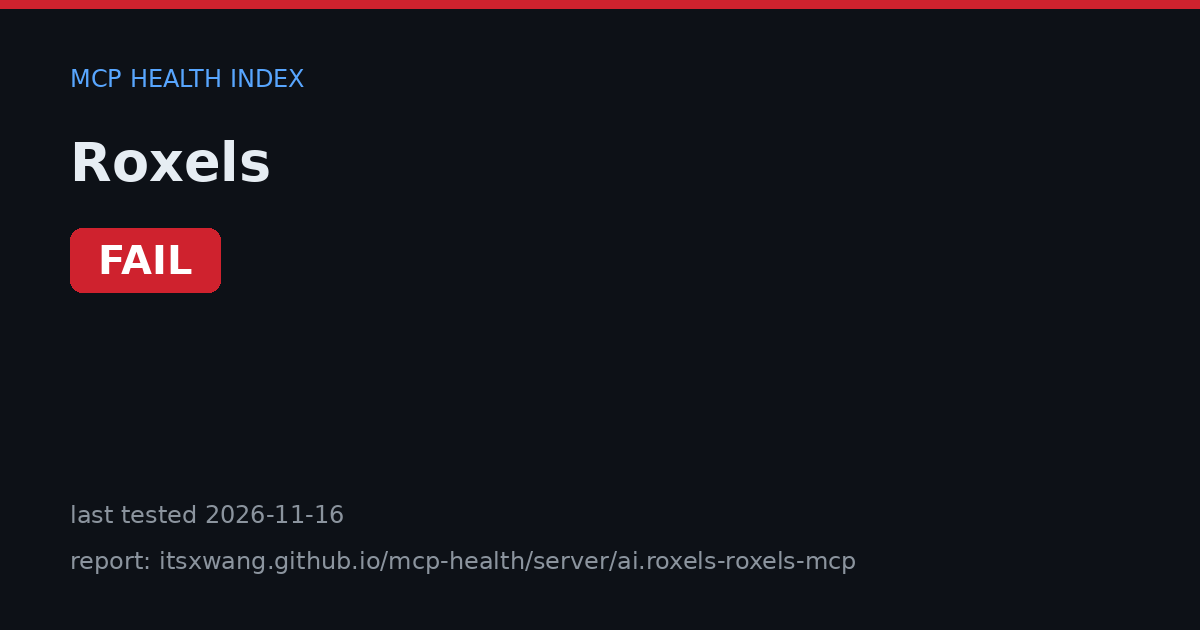 MCP HEALTH INDEX
Roxels
FAIL
last tested 2026-11-16
report: itsxwang.github.io/mcp-health/server/ai.roxels-roxels-mcp